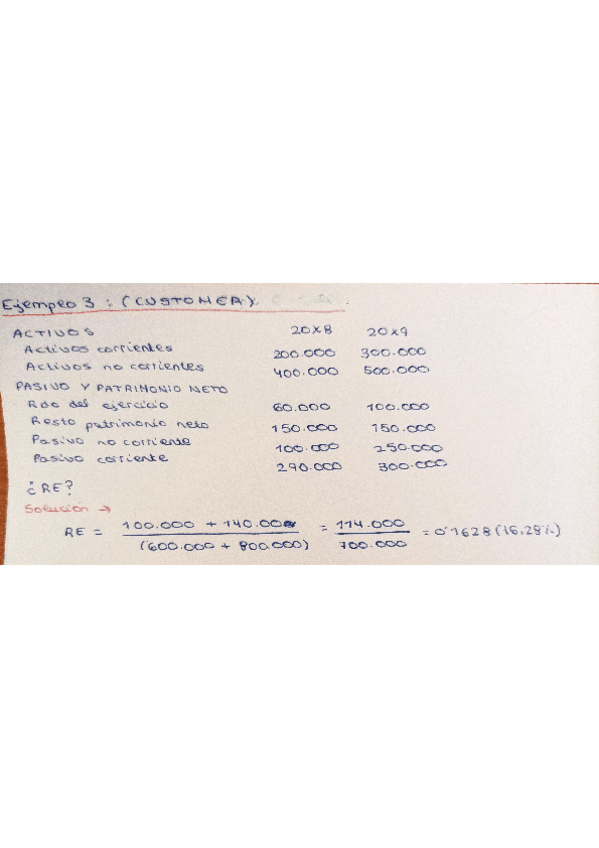 Ejemplo 3 : (CUSTOMER).
ACTIVOS 20X8 20X9
Activos corrientes 200.000 300.000
Activos no corrientes 400.000 500.000
PASIVO Y PATRIMONIO NETO
Rdo del ejercicio 60.000 100.000
Resto patrimonio neto 150.000 150.000
Pasivo no corriente 100.000 250.000
Pasivo corriente 290.000 300.000
¿RE?
Solución →
RE = 100.000 + 140.00 / (600.000 + 800.000) = 114.000 / 700.000 = 0'1628 (16,28%)